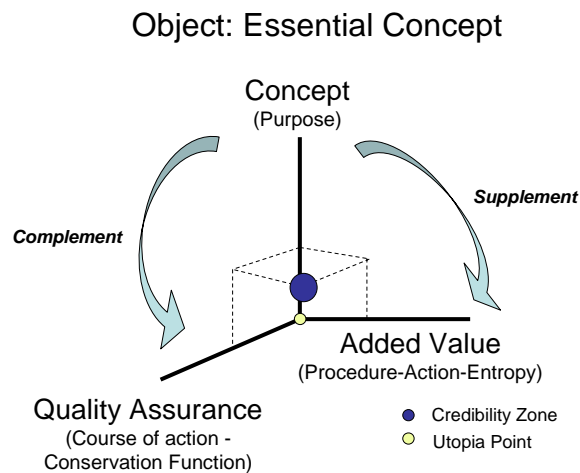 Object: Essential Concept
Concept
(Purpose)
Supplement
Complement
Added Value
(Procedure-Action-Entropy)
Quality Assurance
(Course of action -
Conservation Function)
Credibility Zone
Utopia Point